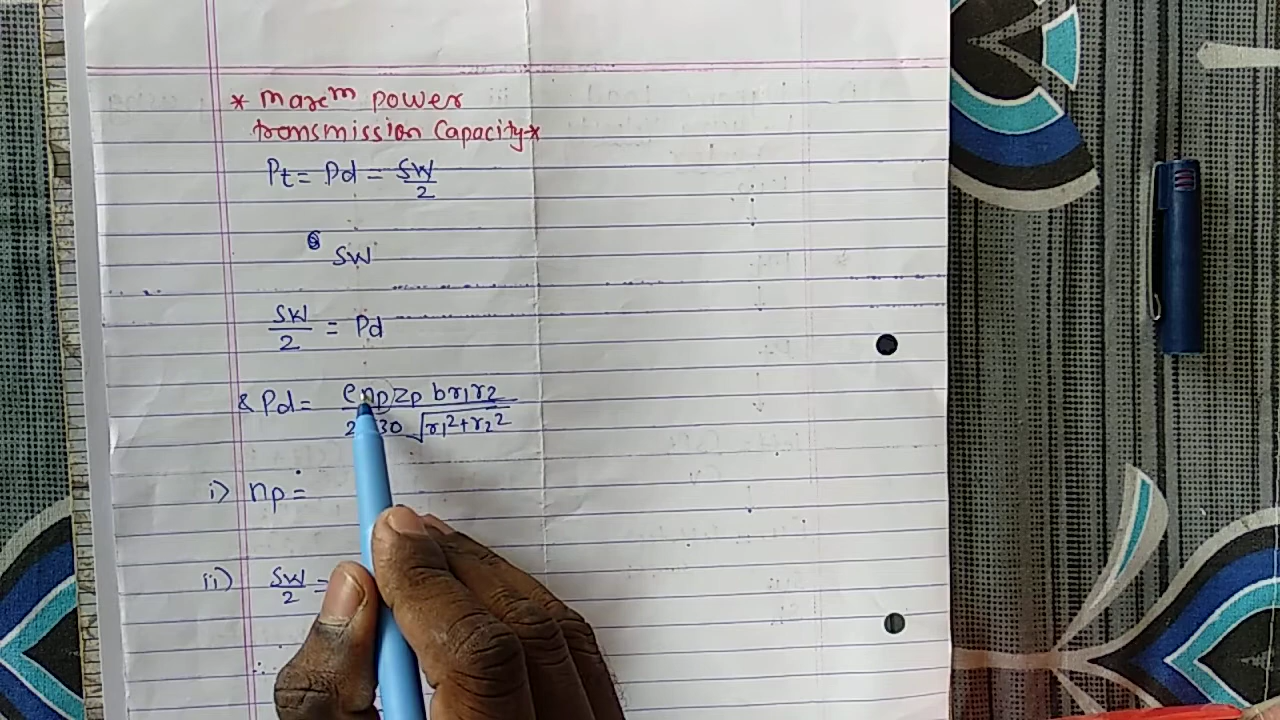 * maxm power
transmission Capacity*
Pt = Pd = SW/2
SW
SW/2 = Pd
& Pd = e np zp b r1 r2 / 2 30 √r1²+r2²
i) np =
ii) SW/2 =